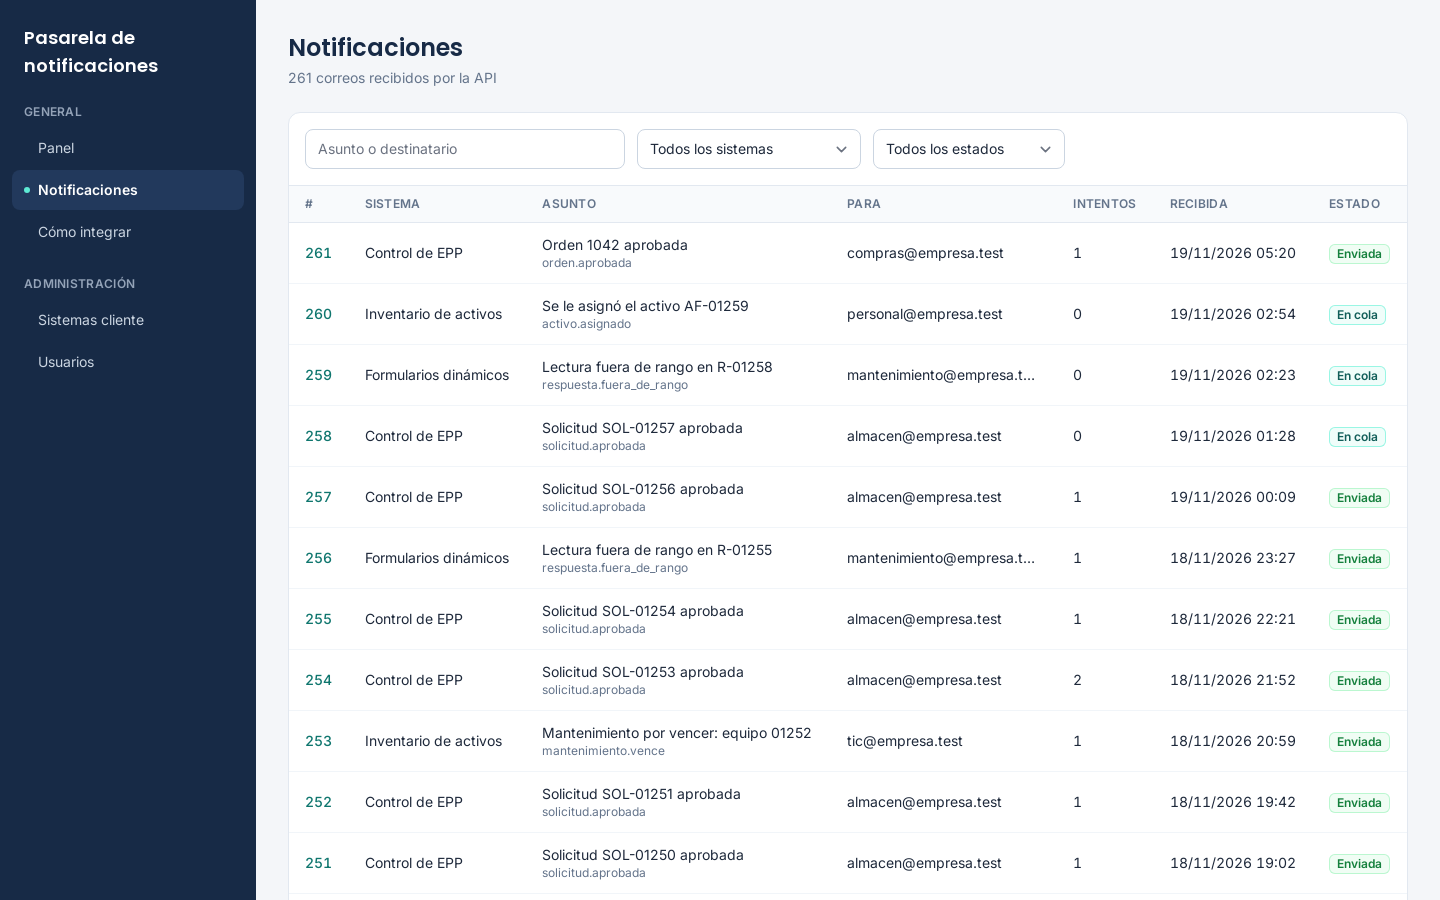 Pasarela de
notificaciones
GENERAL
Panel
Notificaciones
Cómo integrar
ADMINISTRACIÓN
Sistemas cliente
Usuarios
Notificaciones
261 correos recibidos por la API
Asunto o destinatario Todos los sistemas Todos los estados
# SISTEMA ASUNTO PARA INTENTOS RECIBIDA ESTADO
261 Control de EPP Orden 1042 aprobada compras@empresa.test 1 19/11/2026 05:20 Enviada
orden.aprobada
260 Inventario de activos Se le asignó el activo AF-01259 personal@empresa.test 0 19/11/2026 02:54 En cola
activo.asignado
259 Formularios dinámicos Lectura fuera de rango en R-01258 mantenimiento@empresa.t... 0 19/11/2026 02:23 En cola
respuesta.fuera_de_rango
258 Control de EPP Solicitud SOL-01257 aprobada almacen@empresa.test 0 19/11/2026 01:28 En cola
solicitud.aprobada
257 Control de EPP Solicitud SOL-01256 aprobada almacen@empresa.test 1 19/11/2026 00:09 Enviada
solicitud.aprobada
256 Formularios dinámicos Lectura fuera de rango en R-01255 mantenimiento@empresa.t... 1 18/11/2026 23:27 Enviada
respuesta.fuera_de_rango
255 Control de EPP Solicitud SOL-01254 aprobada almacen@empresa.test 1 18/11/2026 22:21 Enviada
solicitud.aprobada
254 Control de EPP Solicitud SOL-01253 aprobada almacen@empresa.test 2 18/11/2026 21:52 Enviada
solicitud.aprobada
253 Inventario de activos Mantenimiento por vencer: equipo 01252 tic@empresa.test 1 18/11/2026 20:59 Enviada
mantenimiento.vence
252 Control de EPP Solicitud SOL-01251 aprobada almacen@empresa.test 1 18/11/2026 19:42 Enviada
solicitud.aprobada
251 Control de EPP Solicitud SOL-01250 aprobada almacen@empresa.test 1 18/11/2026 19:02 Enviada
solicitud.aprobada